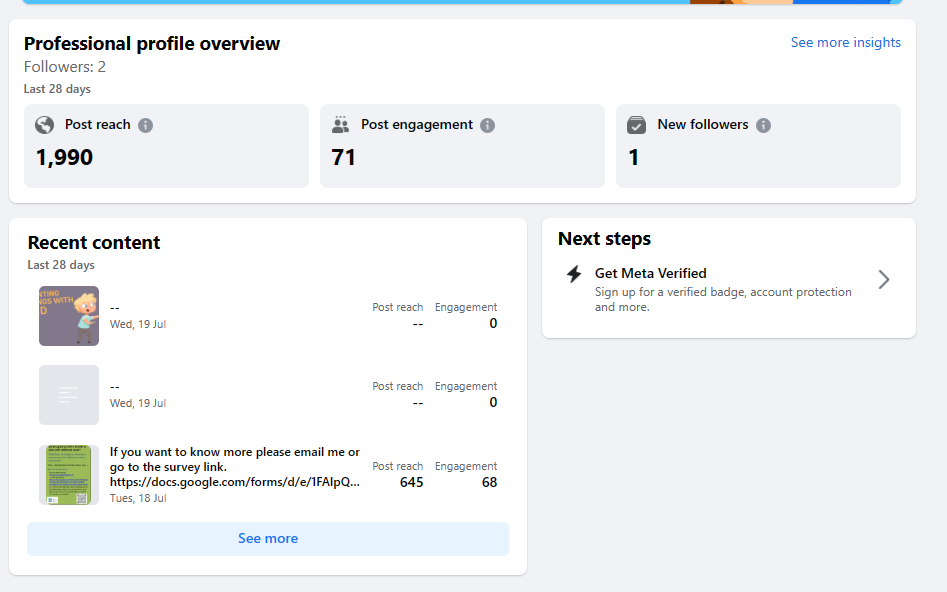 Professional profile overview
See more insights
Followers: 2
Last 28 days
Post reach
1,990
Post engagement
71
New followers
1
Recent content
Last 28 days
NTING
NGS WITH
D
--
Wed, 19 Jul
Post reach
--
Engagement
0
--
Wed, 19 Jul
Post reach
--
Engagement
0
If you want to know more please email me or
go to the survey link.
https://docs.google.com/forms/d/e/1FAIpQ...
Tues, 18 Jul
Post reach
645
Engagement
68
See more
Next steps
Get Meta Verified
Sign up for a verified badge, account protection
and more.